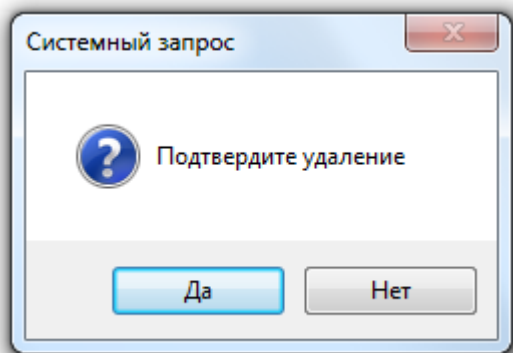 Системный запрос
Подтвердите удаление
Да
Нет